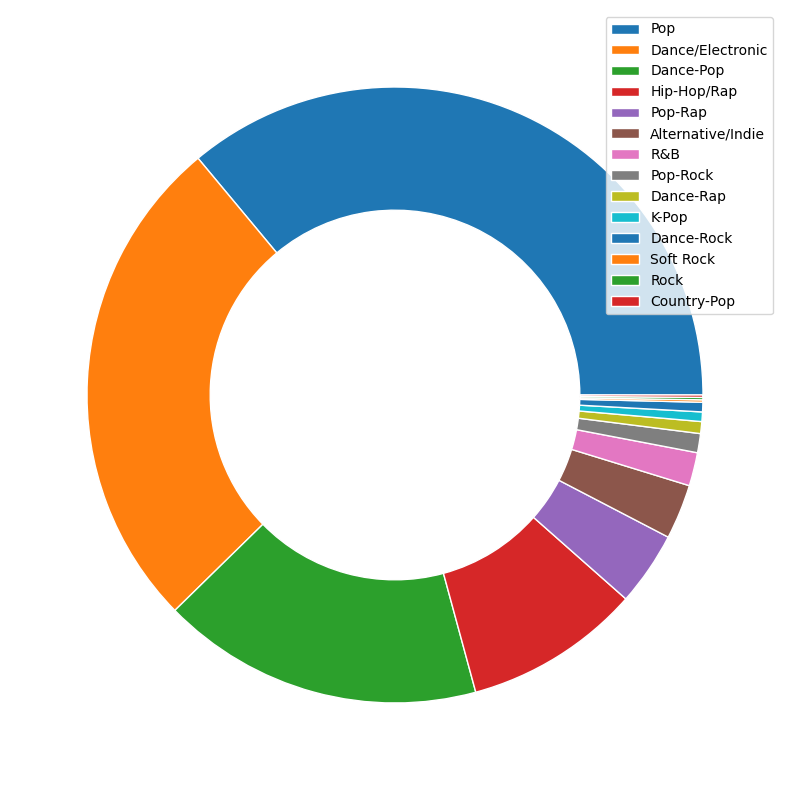 Pop
Dance/Electronic
Dance-Pop
Hip-Hop/Rap
Pop-Rap
Alternative/Indie
R&B
Pop-Rock
Dance-Rap
K-Pop
Dance-Rock
Soft Rock
Rock
Country-Pop